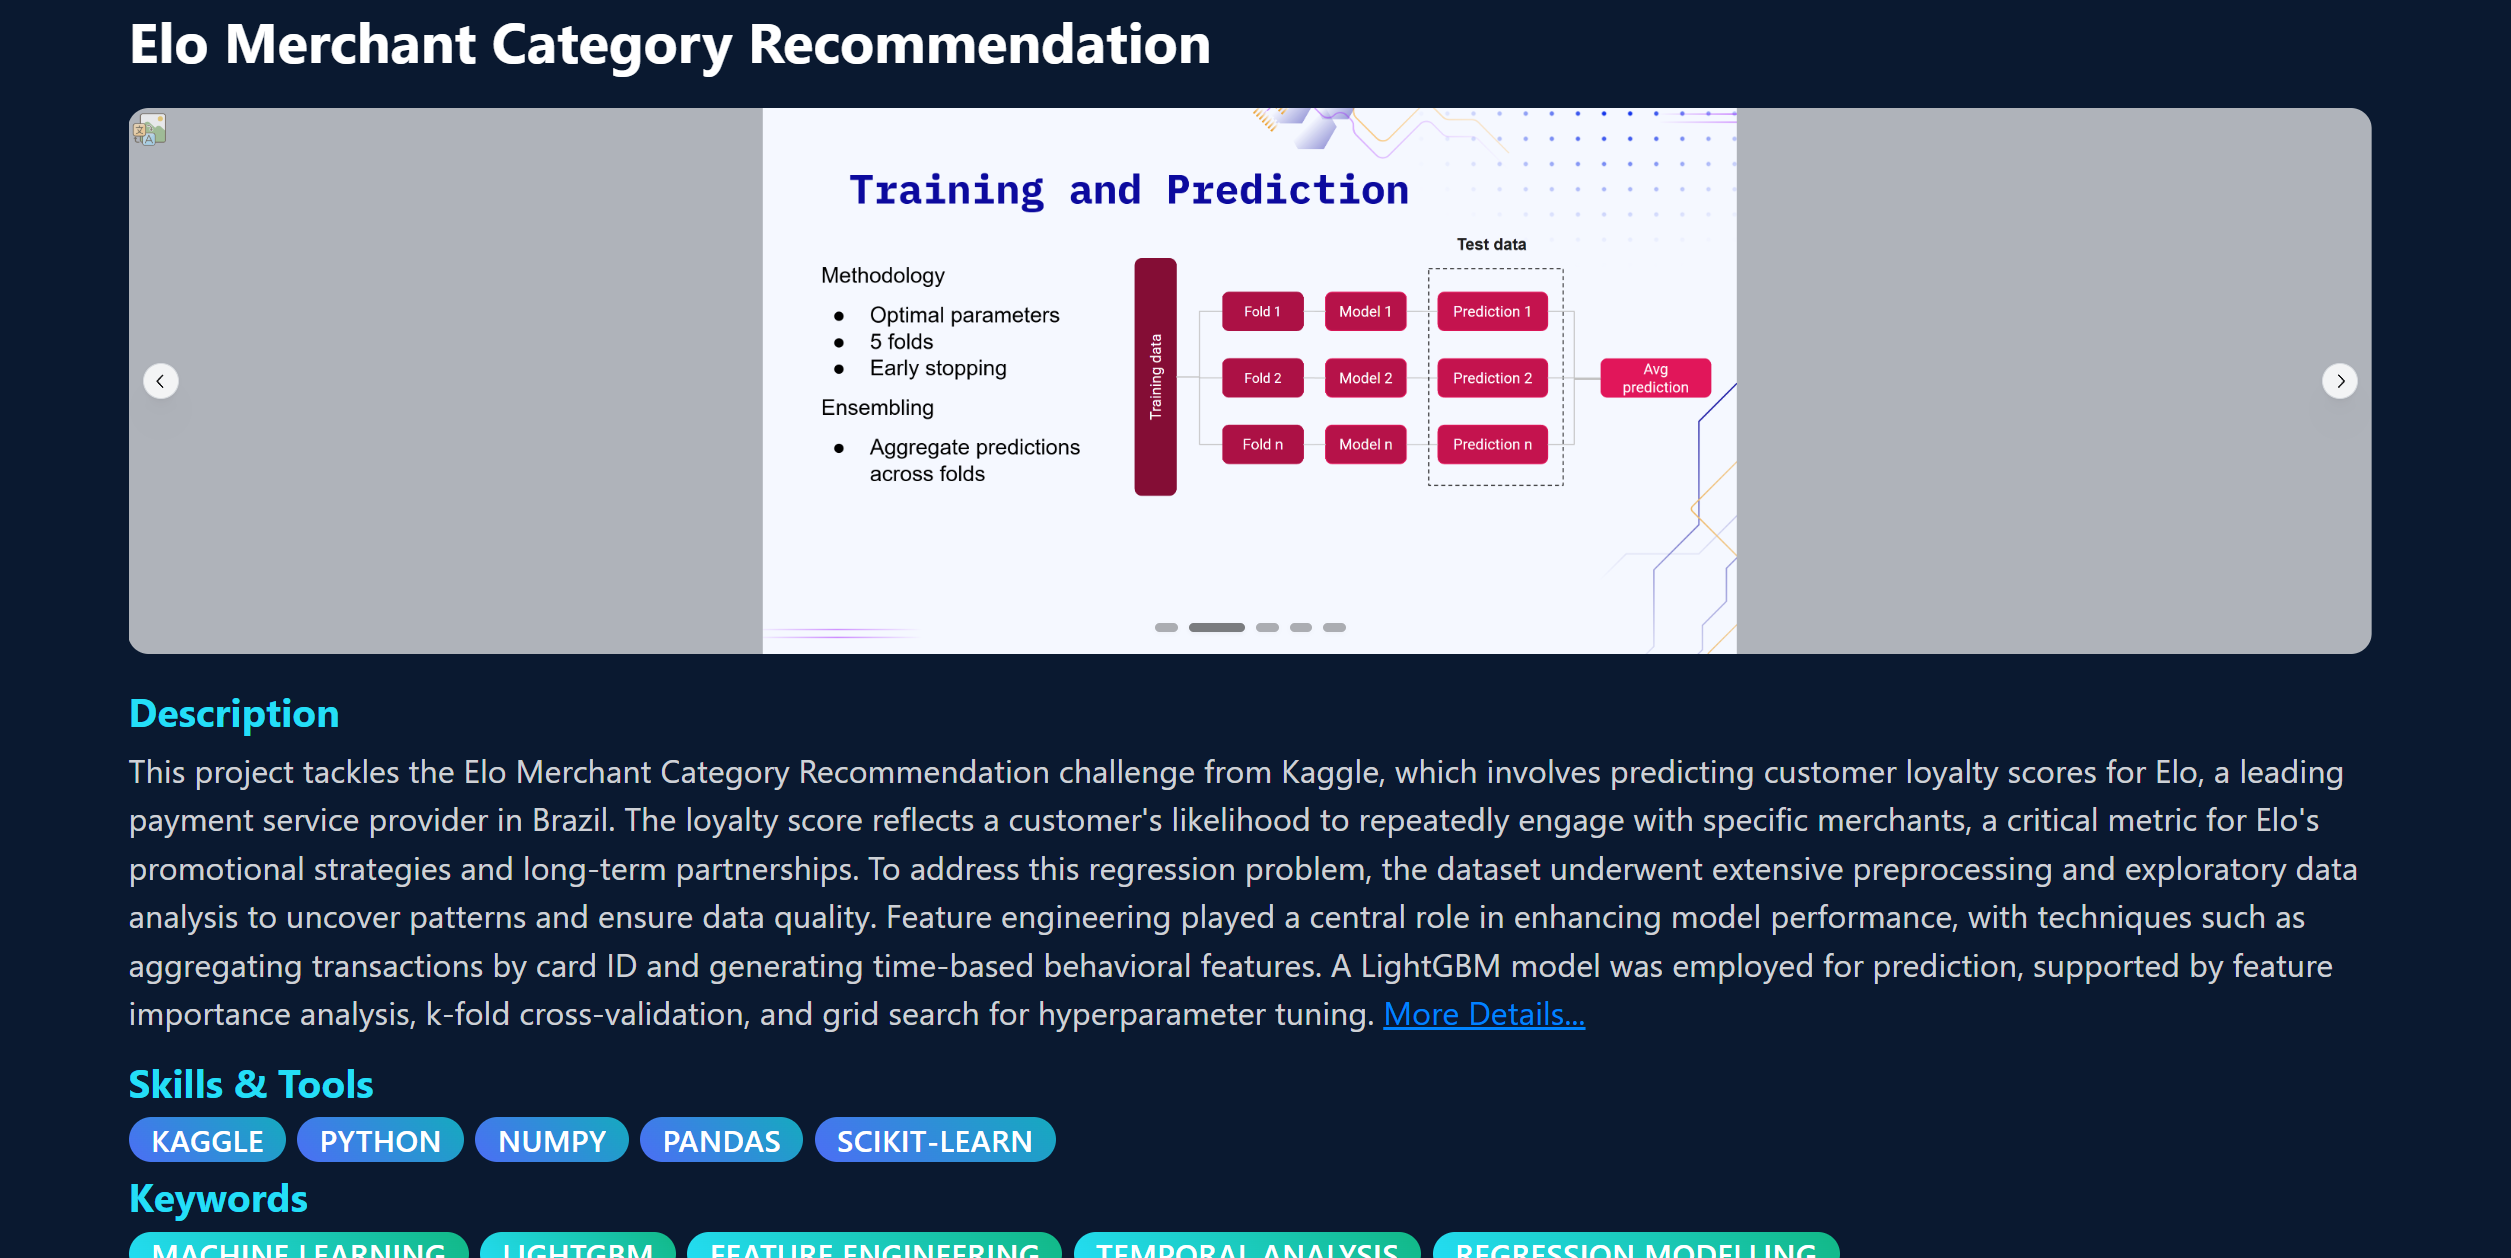 Elo Merchant Category Recommendation
Training and Prediction
Methodology
● Optimal parameters
● 5 folds
● Early stopping
Ensembling
● Aggregate predictions
across folds
Test data
Training data
Fold 1 Model 1 Prediction 1
Fold 2 Model 2 Prediction 2
Avg
prediction
Fold n Model n Prediction n
Description
This project tackles the Elo Merchant Category Recommendation challenge from Kaggle, which involves predicting customer loyalty scores for Elo, a leading
payment service provider in Brazil. The loyalty score reflects a customer's likelihood to repeatedly engage with specific merchants, a critical metric for Elo's
promotional strategies and long-term partnerships. To address this regression problem, the dataset underwent extensive preprocessing and exploratory data
analysis to uncover patterns and ensure data quality. Feature engineering played a central role in enhancing model performance, with techniques such as
aggregating transactions by card ID and generating time-based behavioral features. A LightGBM model was employed for prediction, supported by feature
importance analysis, k-fold cross-validation, and grid search for hyperparameter tuning. More Details...
Skills & Tools
KAGGLE PYTHON NUMPY PANDAS SCIKIT-LEARN
Keywords
MACHINE LEARNING LIGHTGBM FEATURE ENGINEERING TEMPORAL ANALYSIS REGRESSION MODELLING